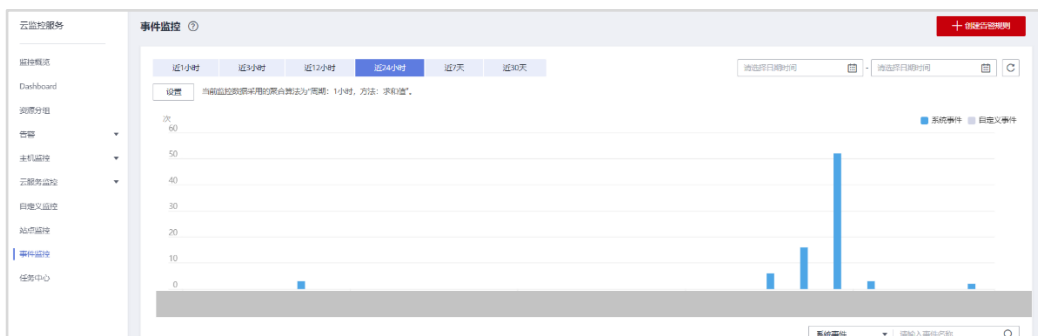 云监控服务
事件监控 ?
创建告警规则
监控概览
Dashboard
资源分组
告警
主机监控
云服务监控
自定义监控
站点监控
事件监控
任务中心
近1小时 近3小时 近12小时 近24小时 近7天 近30天
请选择日期时间 - 请选择日期时间
设置 当前监控数据采用的聚合算法为“周期：1小时，方法：求和值”。
次
系统事件 自定义事件
60
50
40
30
20
10
0
系统事件 请输入事件名称